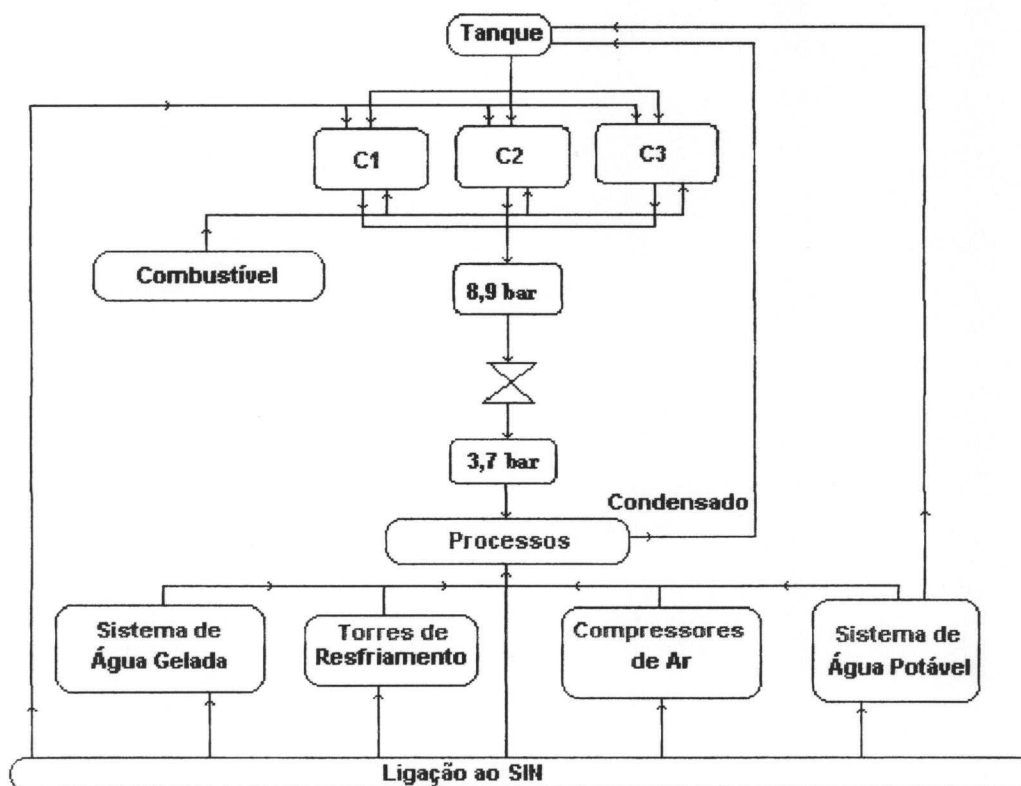 Tanque
C1
C2
C3
Combustível
8,9 bar
3,7 bar
Condensado
Processos
Sistema de
Água Gelada
Torres de
Resfriamento
Compressores
de Ar
Sistema de
Água Potável
Ligação ao SIN